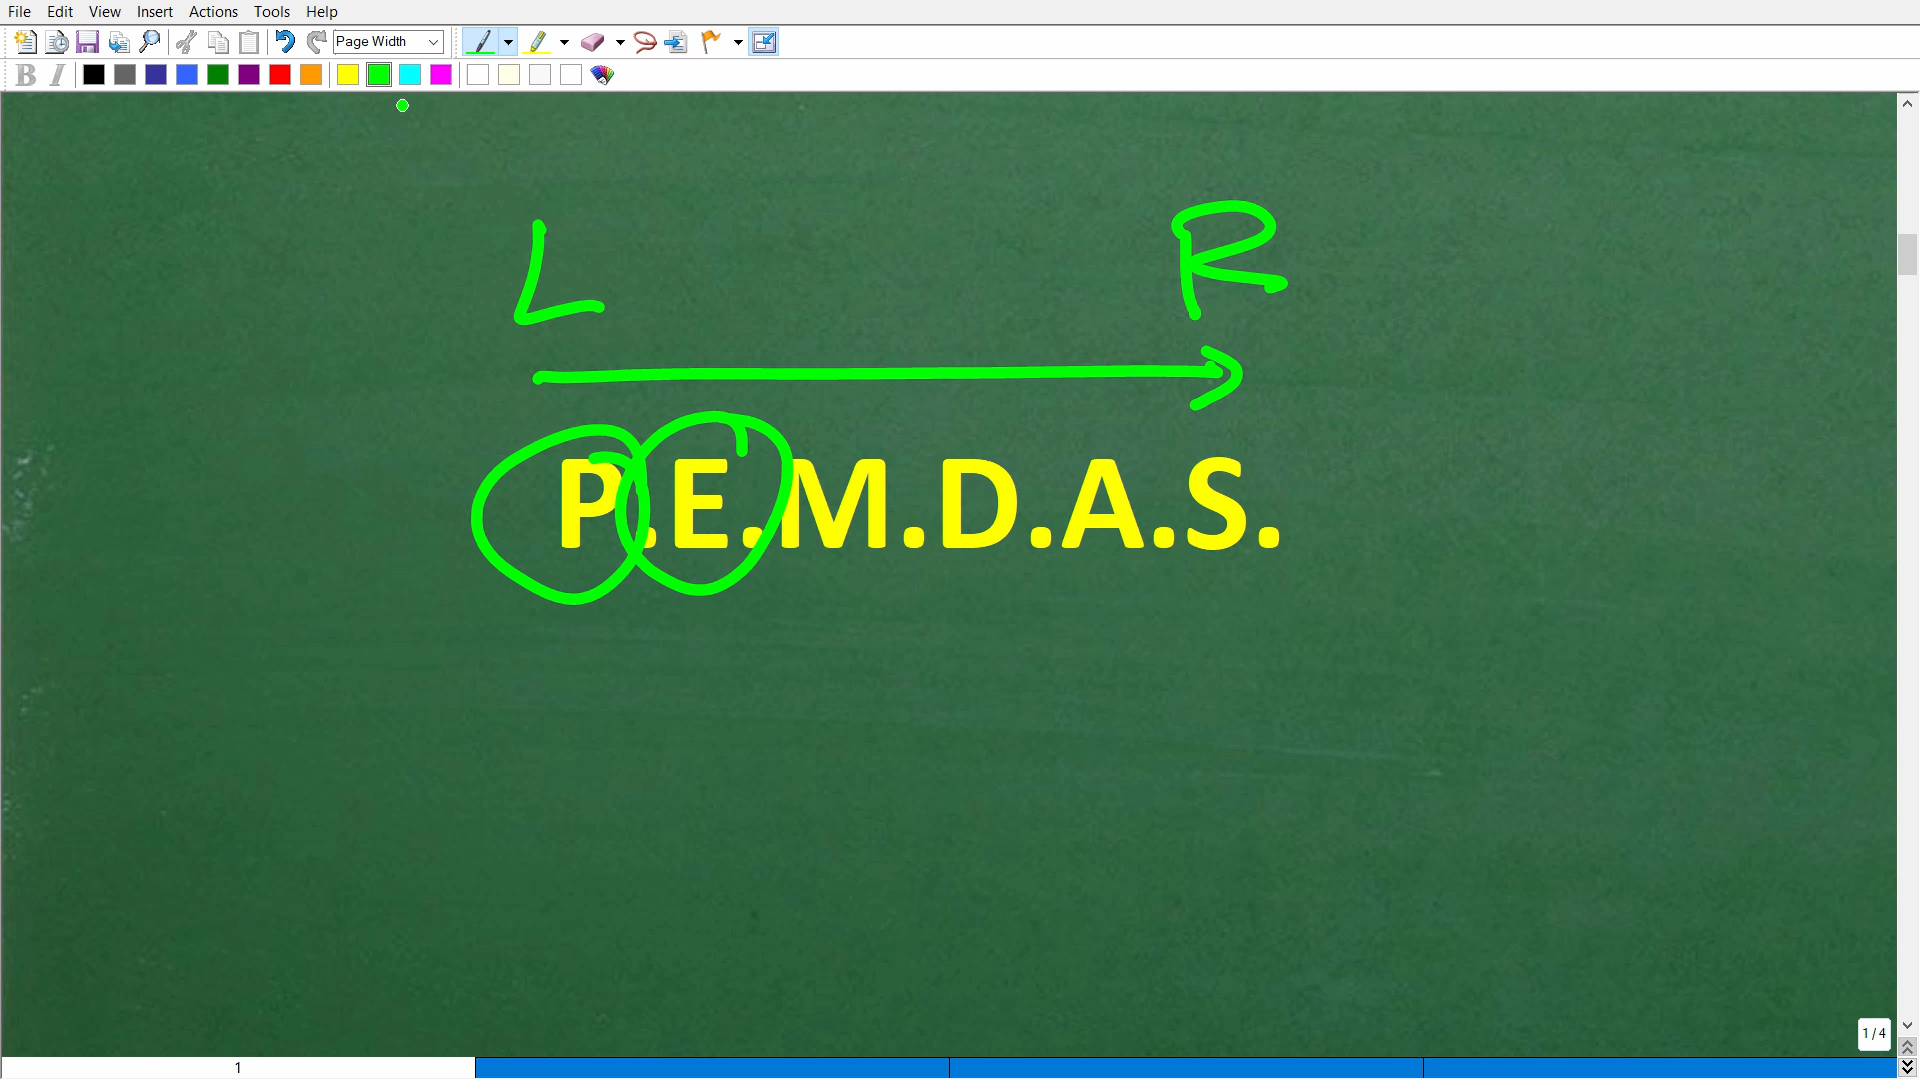 File Edit View Insert Actions Tools Help
Page Width
B I
L R
P.E.M.D.A.S.
1 / 4
1